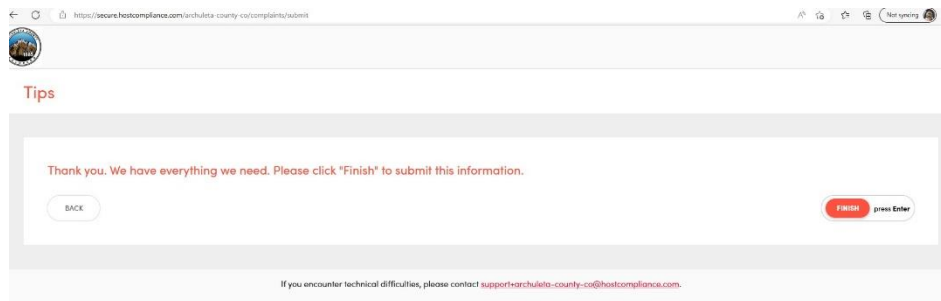 https://secure.hostcompliance.com/archuleta-county-co/complaints/submit
Not syncing
Tips
Thank you. We have everything we need. Please click "Finish" to submit this information.
BACK
FINISH press Enter
If you encounter technical difficulties, please contact support+archuleta-county-co@hostcompliance.com.